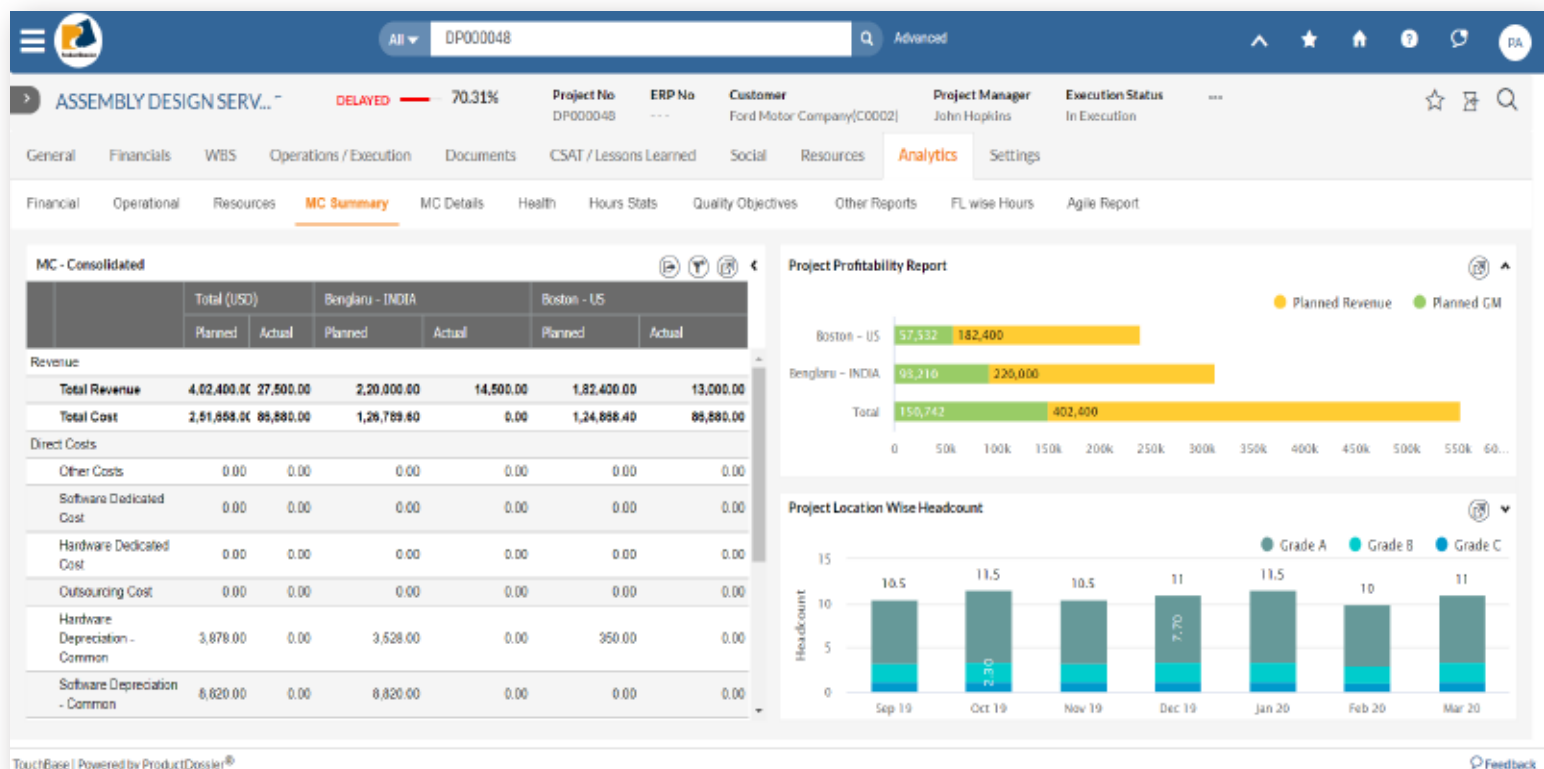 All DP000048 Advanced PA
ASSEMBLY DESIGN SERV... DELAYED 70.31% Project No ERP No Customer Project Manager Execution Status ...
DP000048 --- Ford Motor Company(C0002) John Hopkins In Execution
General Financials WBS Operations / Execution Documents CSAT / Lessons Learned Social Resources Analytics Settings
Financial Operational Resources MC Summary MC Details Health Hours Stats Quality Objectives Other Reports FL wise Hours Agile Report
MC - Consolidated
Total (USD) Benglaru - INDIA Boston - US
Planned Actual Planned Actual Planned Actual
Revenue
Total Revenue 4,02,400.0( 27,500.00 2,20,000.00 14,500.00 1,82,400.00 13,000.00
Total Cost 2,51,658.0( 86,880.00 1,26,789.60 0.00 1,24,868.40 86,880.00
Direct Costs
Other Costs 0.00 0.00 0.00 0.00 0.00 0.00
Software Dedicated
Cost 0.00 0.00 0.00 0.00 0.00 0.00
Hardware Dedicated
Cost 0.00 0.00 0.00 0.00 0.00 0.00
Outsourcing Cost 0.00 0.00 0.00 0.00 0.00 0.00
Hardware
Depreciation - 3,878.00 0.00 3,528.00 0.00 350.00 0.00
Common
Software Depreciation
- Common 8,820.00 0.00 8,820.00 0.00 0.00 0.00
Project Profitability Report
Planned Revenue Planned GM
Boston - US 57,532 182,400
Benglaru - INDIA 93,210 220,000
Total 150,742 402,400
0 50k 100k 150k 200k 250k 300k 350k 400k 450k 500k 550k 60...
Project Location Wise Headcount
Grade A Grade B Grade C
Headcount
15
10
5
0
10.5 11.5 10.5 11 11.5 10 11
7.70
2.30
Sep 19 Oct 19 Nov 19 Dec 19 Jan 20 Feb 20 Mar 20
TouchBase | Powered by ProductDossier® Feedback